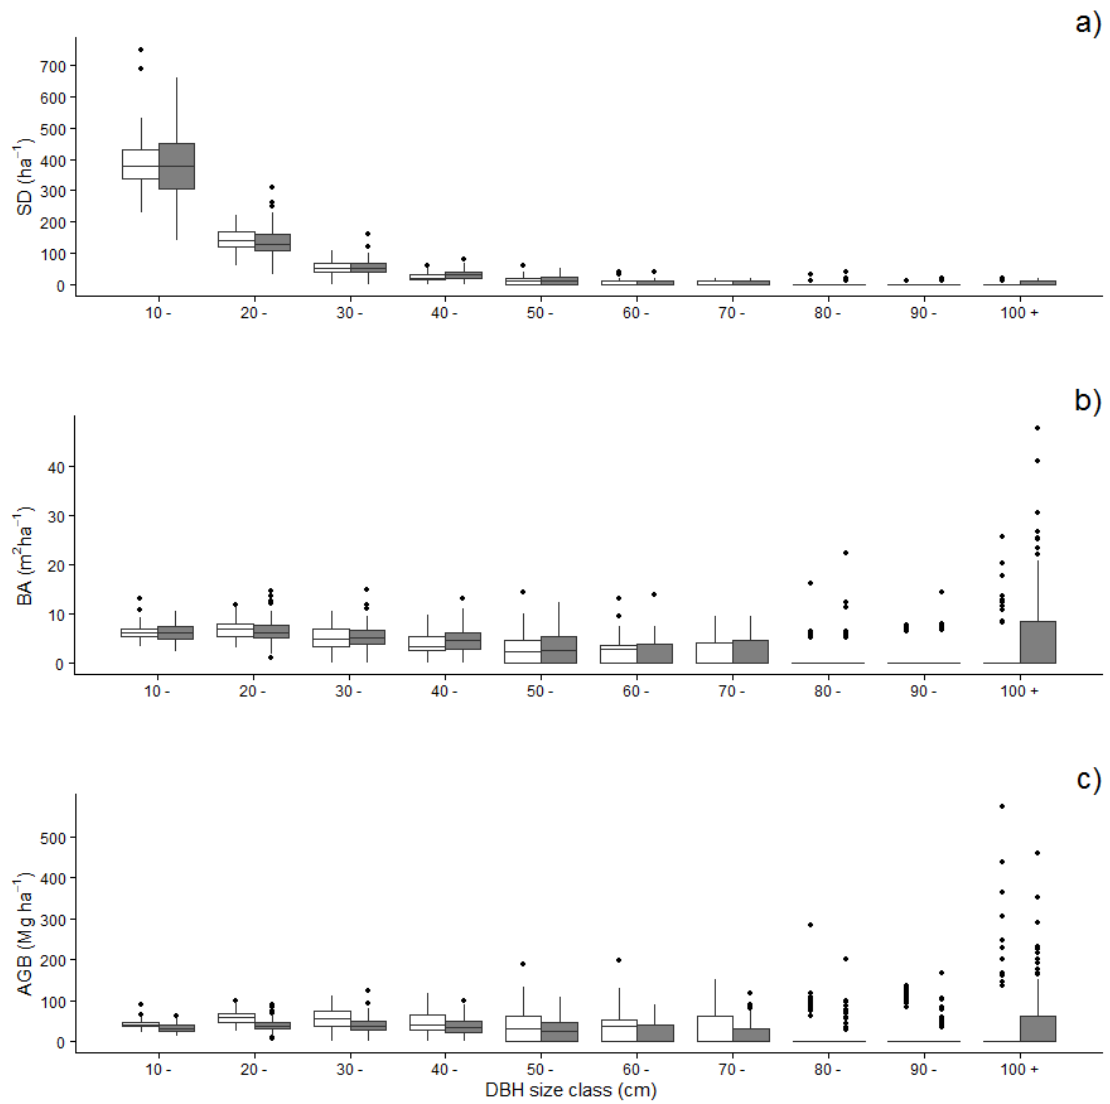 a)
SD (ha⁻¹)
700
600
500
400
300
200
100
0
10 - 20 - 30 - 40 - 50 - 60 - 70 - 80 - 90 - 100 +
b)
BA (m²ha⁻¹)
40
30
20
10
0
10 - 20 - 30 - 40 - 50 - 60 - 70 - 80 - 90 - 100 +
c)
AGB (Mg ha⁻¹)
500
400
300
200
100
0
10 - 20 - 30 - 40 - 50 - 60 - 70 - 80 - 90 - 100 +
DBH size class (cm)